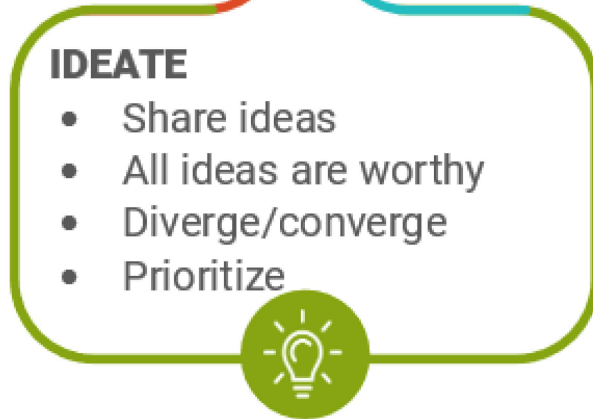 IDEATE
• Share ideas
• All ideas are worthy
• Diverge/converge
• Prioritize